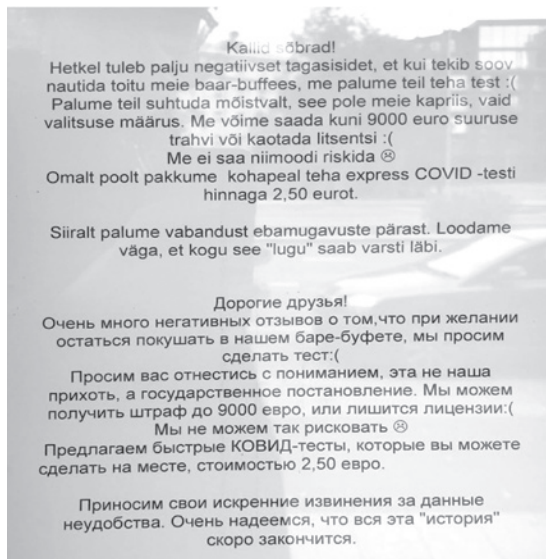 Kallid sõbrad!
Hetkel tuleb palju negatiivset tagasisidet, et kui tekib soov
nautida toitu meie baar-buffees, me palume teil teha test :(
Palume teil suhtuda mõistvalt, see pole meie kapriis, vaid
valitsuse määrus. Me võime saada kuni 9000 euro suuruse
trahvi või kaotada litsentsi :(
Me ei saa niimoodi riskida ☹
Omalt poolt pakkume kohapeal teha express COVID -testi
hinnaga 2,50 eurot.
Siiralt palume vabandust ebamugavuste pärast. Loodame
väga, et kogu see "lugu" saab varsti läbi.
Дорогие друзья!
Очень много негативных отзывов о том,что при желании
остаться покушать в нашем баре-буфете, мы просим
сделать тест:(
Просим вас отнестись с пониманием, эта не наша
прихоть, а государственное постановление. Мы можем
получить штраф до 9000 евро, или лишится лицензии:(
Мы не можем так рисковать ☹
Предлагаем быстрые КОВИД-тесты, которые вы можете
сделать на месте, стоимостью 2,50 евро.
Приносим свои искренние извинения за данные
неудобства. Очень надеемся, что вся эта "история"
скоро закончится.